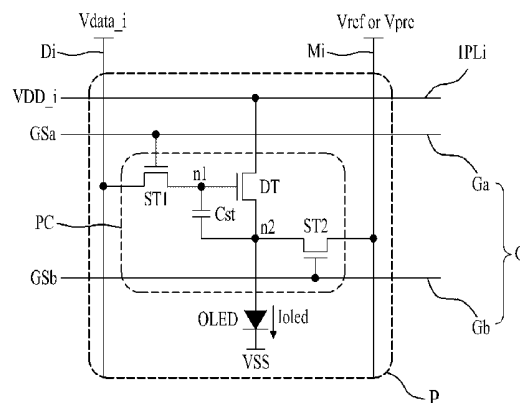 Vdata_i
Vref or Vpre
Di
Mi
IPLi
VDD_i
GSa
n1
DT
Ga
ST1
PC
Cst
n2
ST2
G
GSb
OLED
Ioled
Gb
VSS
P